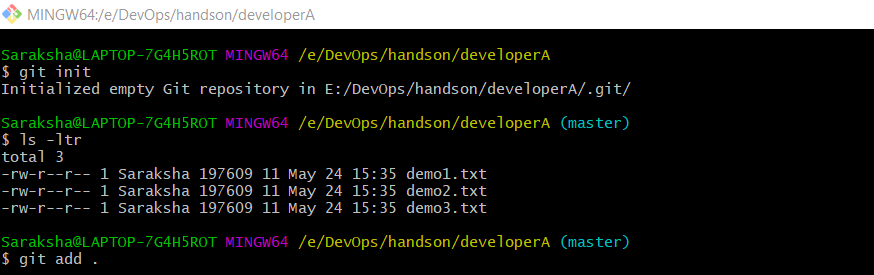 MINGW64:/e/DevOps/handson/developerA
Saraksha@LAPTOP-7G4H5ROT MINGW64 /e/DevOps/handson/developerA
$ git init
Initialized empty Git repository in E:/DevOps/handson/developerA/.git/
Saraksha@LAPTOP-7G4H5ROT MINGW64 /e/DevOps/handson/developerA (master)
$ ls -ltr
total 3
-rw-r--r-- 1 Saraksha 197609 11 May 24 15:35 demo1.txt
-rw-r--r-- 1 Saraksha 197609 11 May 24 15:35 demo2.txt
-rw-r--r-- 1 Saraksha 197609 11 May 24 15:35 demo3.txt
Saraksha@LAPTOP-7G4H5ROT MINGW64 /e/DevOps/handson/developerA (master)
$ git add .